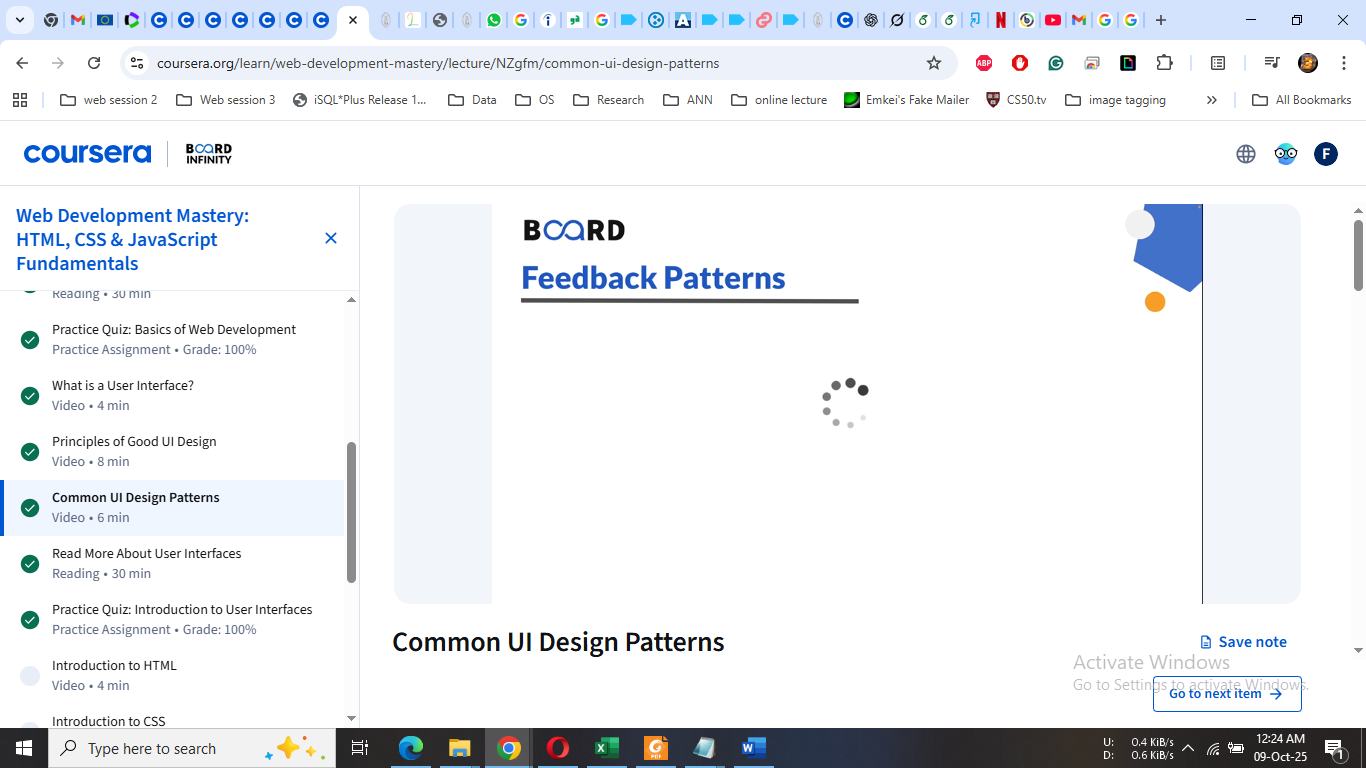 coursera.org/learn/web-development-mastery/lecture/NZgfm/common-ui-design-patterns
ABP
web session 2
Web session 3
iSQL*Plus Release 1...
Data
OS
Research
ANN
online lecture
Emkei's Fake Mailer
CS50.tv
image tagging
All Bookmarks
coursera
BOARD
INFINITY
F
Web Development Mastery:
HTML, CSS & JavaScript
Fundamentals
Reading • 30 min
Practice Quiz: Basics of Web Development
Practice Assignment • Grade: 100%
What is a User Interface?
Video • 4 min
Principles of Good UI Design
Video • 8 min
Common UI Design Patterns
Video • 6 min
Read More About User Interfaces
Reading • 30 min
Practice Quiz: Introduction to User Interfaces
Practice Assignment • Grade: 100%
Introduction to HTML
Video • 4 min
Introduction to CSS
BOARD
Feedback Patterns
Common UI Design Patterns
Save note
Activate Windows
Go to Settings to activate Windows.
Go to next item
Type here to search
U: 0.4 KiB/s
D: 0.6 KiB/s
12:24 AM
09-Oct-25
1